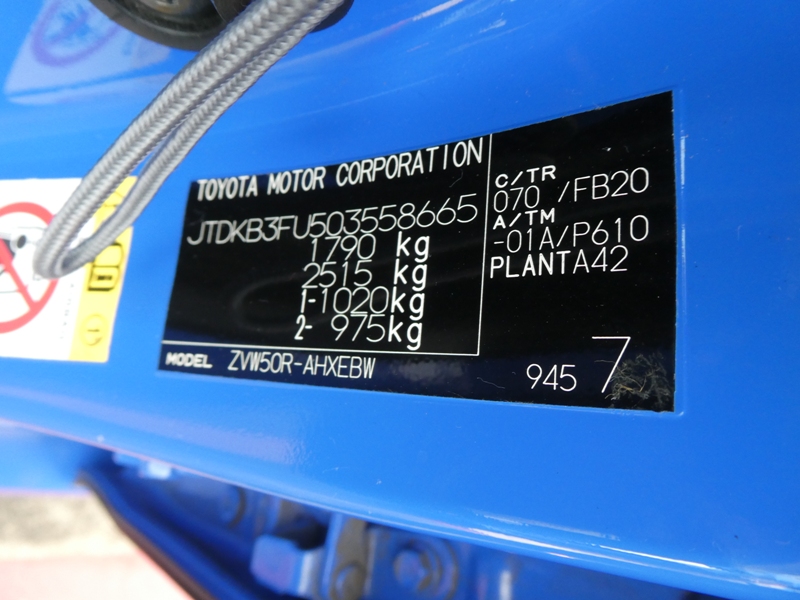 TOYOTA MOTOR CORPORATION
JTDKB3FU503558665
1790 kg
2515 kg
1-1020kg
2- 975kg
MODEL ZVW50R-AHXEBW
C/TR
070 /FB20
A/TM
-01A/P610
PLANTA42
945 7